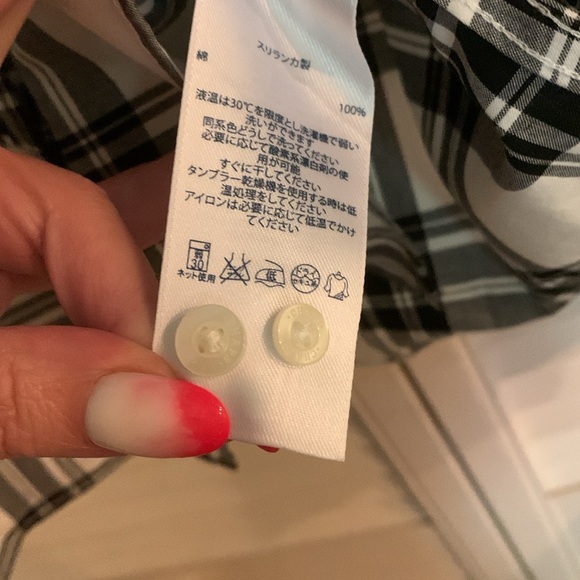 スリランカ製
綿 100%
液温は30℃を限度とし洗濯機で弱い
洗いができます
同系色どうしで洗ってください
必要に応じて酸素系漂白剤の使
用が可能
すぐに干してください
タンブラー乾燥機を使用する時は低
温処理をしてください
アイロンは必要に応じて低温でかけ
てください
弱
30
低
ネット使用